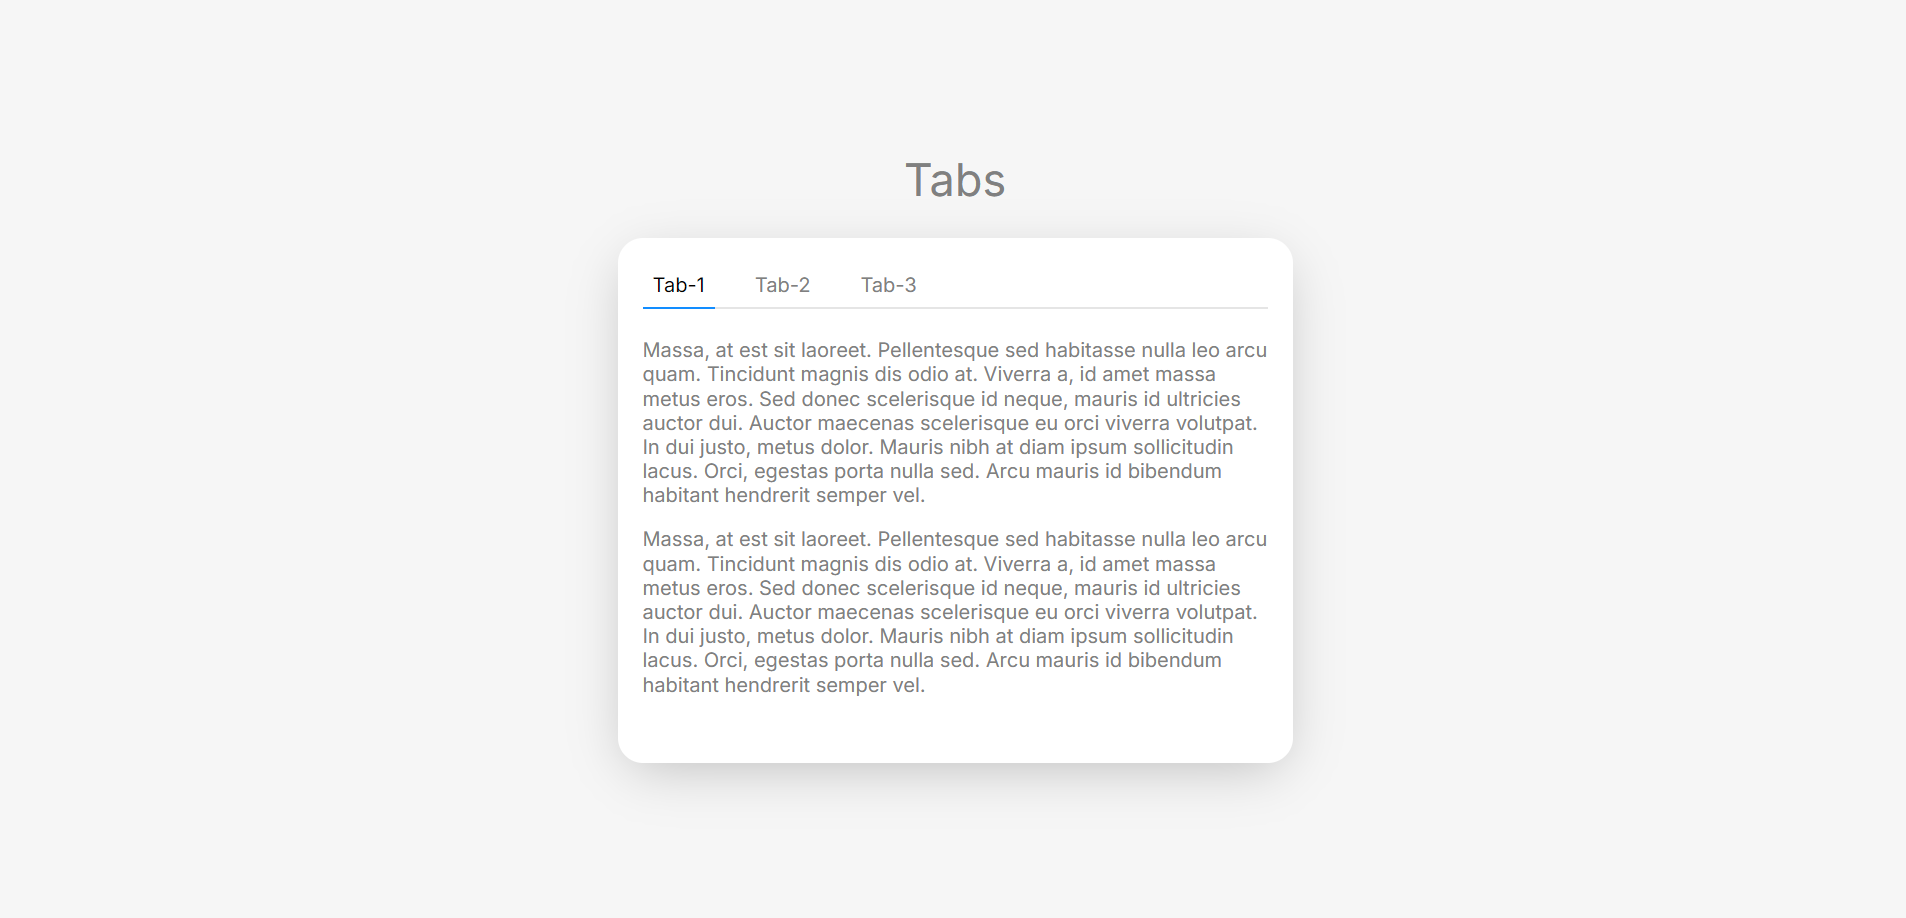 Tabs
Tab-1 Tab-2 Tab-3
Massa, at est sit laoreet. Pellentesque sed habitasse nulla leo arcu
quam. Tincidunt magnis dis odio at. Viverra a, id amet massa
metus eros. Sed donec scelerisque id neque, mauris id ultricies
auctor dui. Auctor maecenas scelerisque eu orci viverra volutpat.
In dui justo, metus dolor. Mauris nibh at diam ipsum sollicitudin
lacus. Orci, egestas porta nulla sed. Arcu mauris id bibendum
habitant hendrerit semper vel.
Massa, at est sit laoreet. Pellentesque sed habitasse nulla leo arcu
quam. Tincidunt magnis dis odio at. Viverra a, id amet massa
metus eros. Sed donec scelerisque id neque, mauris id ultricies
auctor dui. Auctor maecenas scelerisque eu orci viverra volutpat.
In dui justo, metus dolor. Mauris nibh at diam ipsum sollicitudin
lacus. Orci, egestas porta nulla sed. Arcu mauris id bibendum
habitant hendrerit semper vel.